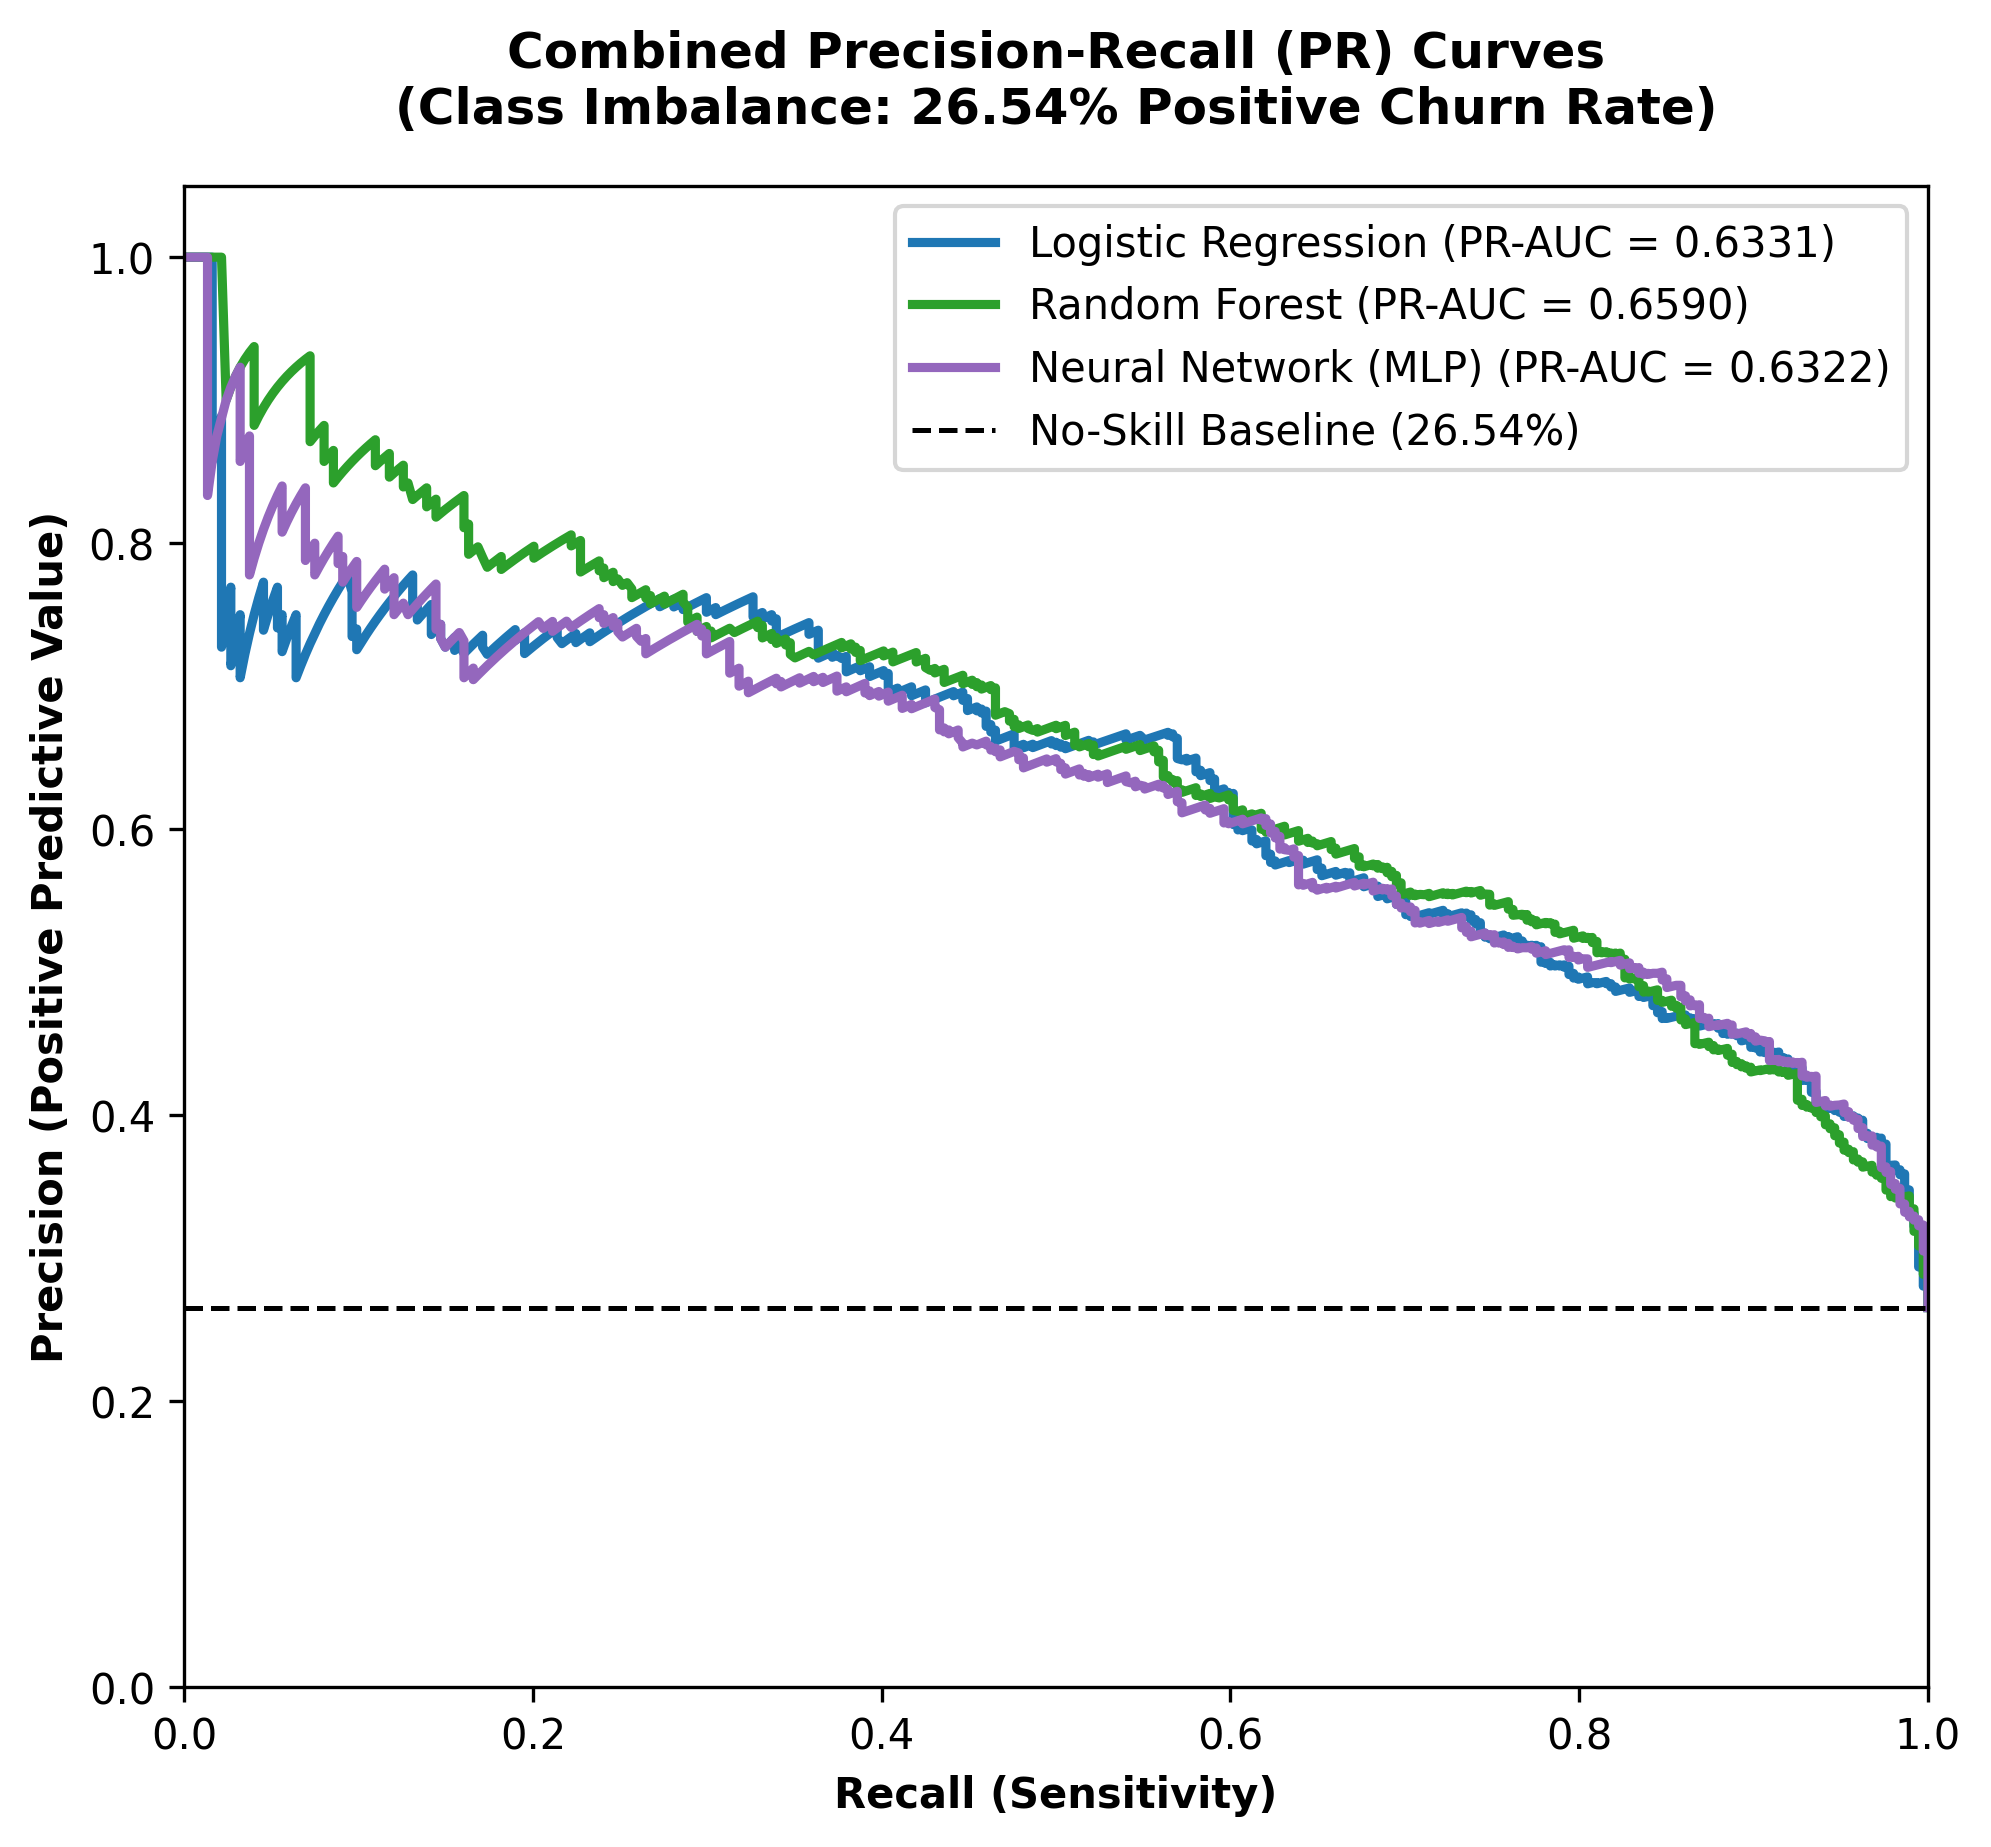 Combined Precision-Recall (PR) Curves
(Class Imbalance: 26.54% Positive Churn Rate)
Logistic Regression (PR-AUC = 0.6331)
Random Forest (PR-AUC = 0.6590)
Neural Network (MLP) (PR-AUC = 0.6322)
No-Skill Baseline (26.54%)
Precision (Positive Predictive Value)
1.0
0.8
0.6
0.4
0.2
0.0
0.0 0.2 0.4 0.6 0.8 1.0
Recall (Sensitivity)